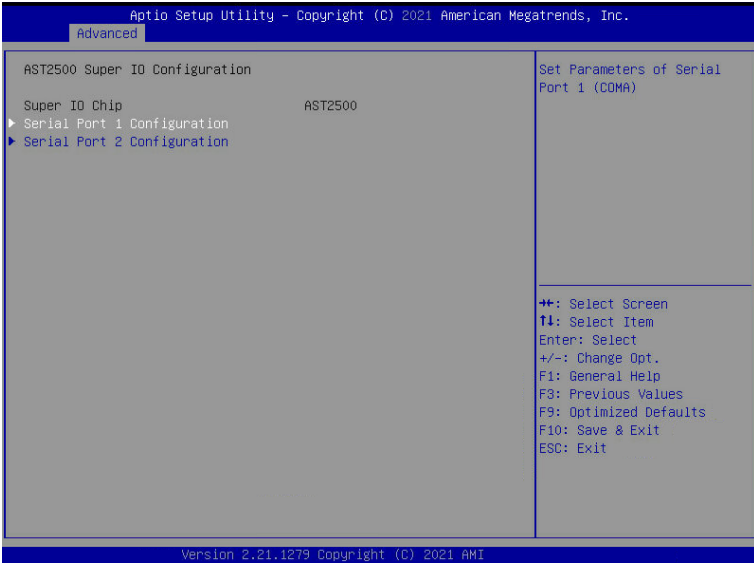 Aptio Setup Utility – Copyright (C) 2021 American Megatrends, Inc.
Advanced
AST2500 Super IO Configuration
Super IO Chip AST2500
▶ Serial Port 1 Configuration
▶ Serial Port 2 Configuration
Set Parameters of Serial
Port 1 (COMA)
→←: Select Screen
↑↓: Select Item
Enter: Select
+/-: Change Opt.
F1: General Help
F3: Previous Values
F9: Optimized Defaults
F10: Save & Exit
ESC: Exit
Version 2.21.1279 Copyright (C) 2021 AMI